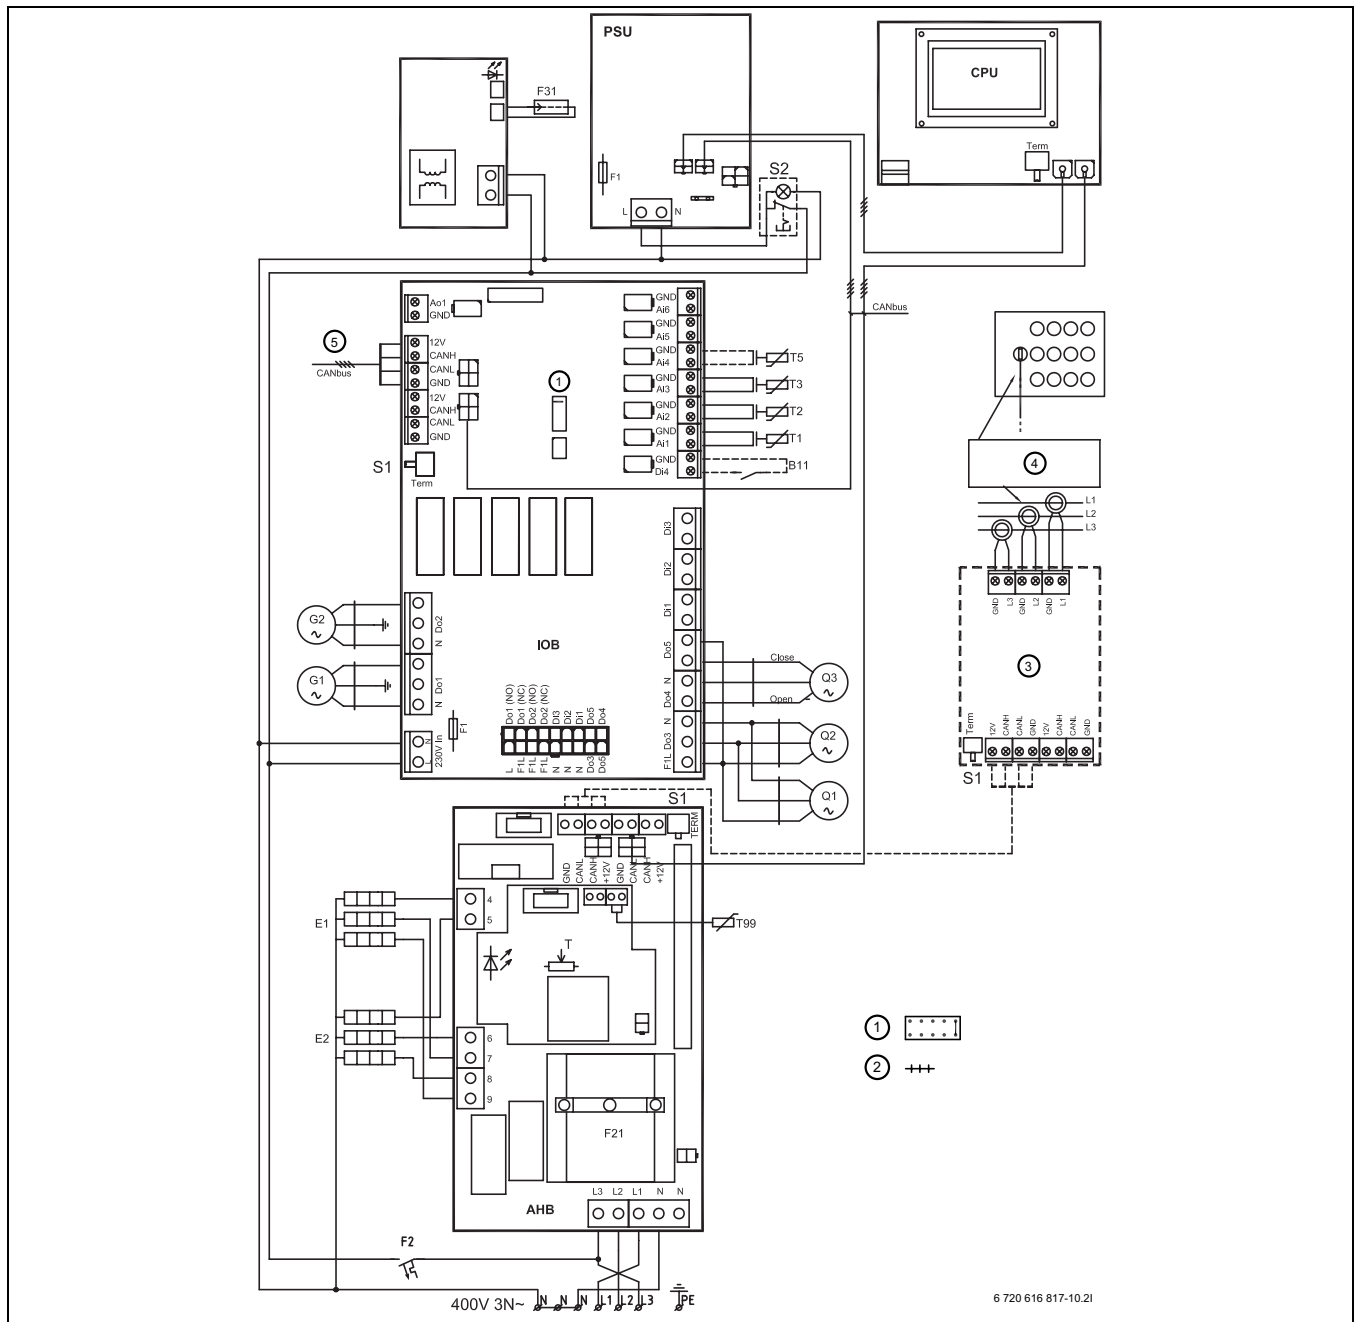 PSU
CPU
F31
Term
F1
S2
L
N
Ao1
GND
GND
Ai6
CANbus
5
12V
CANH
CANbus
CANL
GND
12V
CANH
CANL
GND
GND
Ai5
GND
Ai4
T5
1
GND
AI3
T3
GND
Ai2
T2
GND
Ai1
T1
S1
Term
GND
Di4
B11
4
L1
L2
L3
Di3
Di2
Di1
GND
L3
GND
L2
GND
L1
G2
Do2
N
IOB
Do5
Close
3
G1
Do1
N
N
Q3
Do4
Open
Do1 (NO)
Do1 (NC)
Do2 (NO)
Do2 (NC)
DI3
Di2
Di1
Do5
Do4
F1
N
Q2
Do3
Term
12V
CANH
CANL
GND
12V
CANH
CANL
GND
N
L
230V In
L
F1L
F1L
F1L
N
N
N
Do3
Do5
F1L
S1
Q1
S1
TERM
GND
CANL
CANH
+12V
GND
CANL
CANH
+12V
4
E1
5
T99
T
1
E2
6
7
2
8
9
F21
L3
L2
L1
N
N
AHB
F2
400V 3N~
N
N
N
L1
L2
L3
PE
6 720 616 817-10.2I